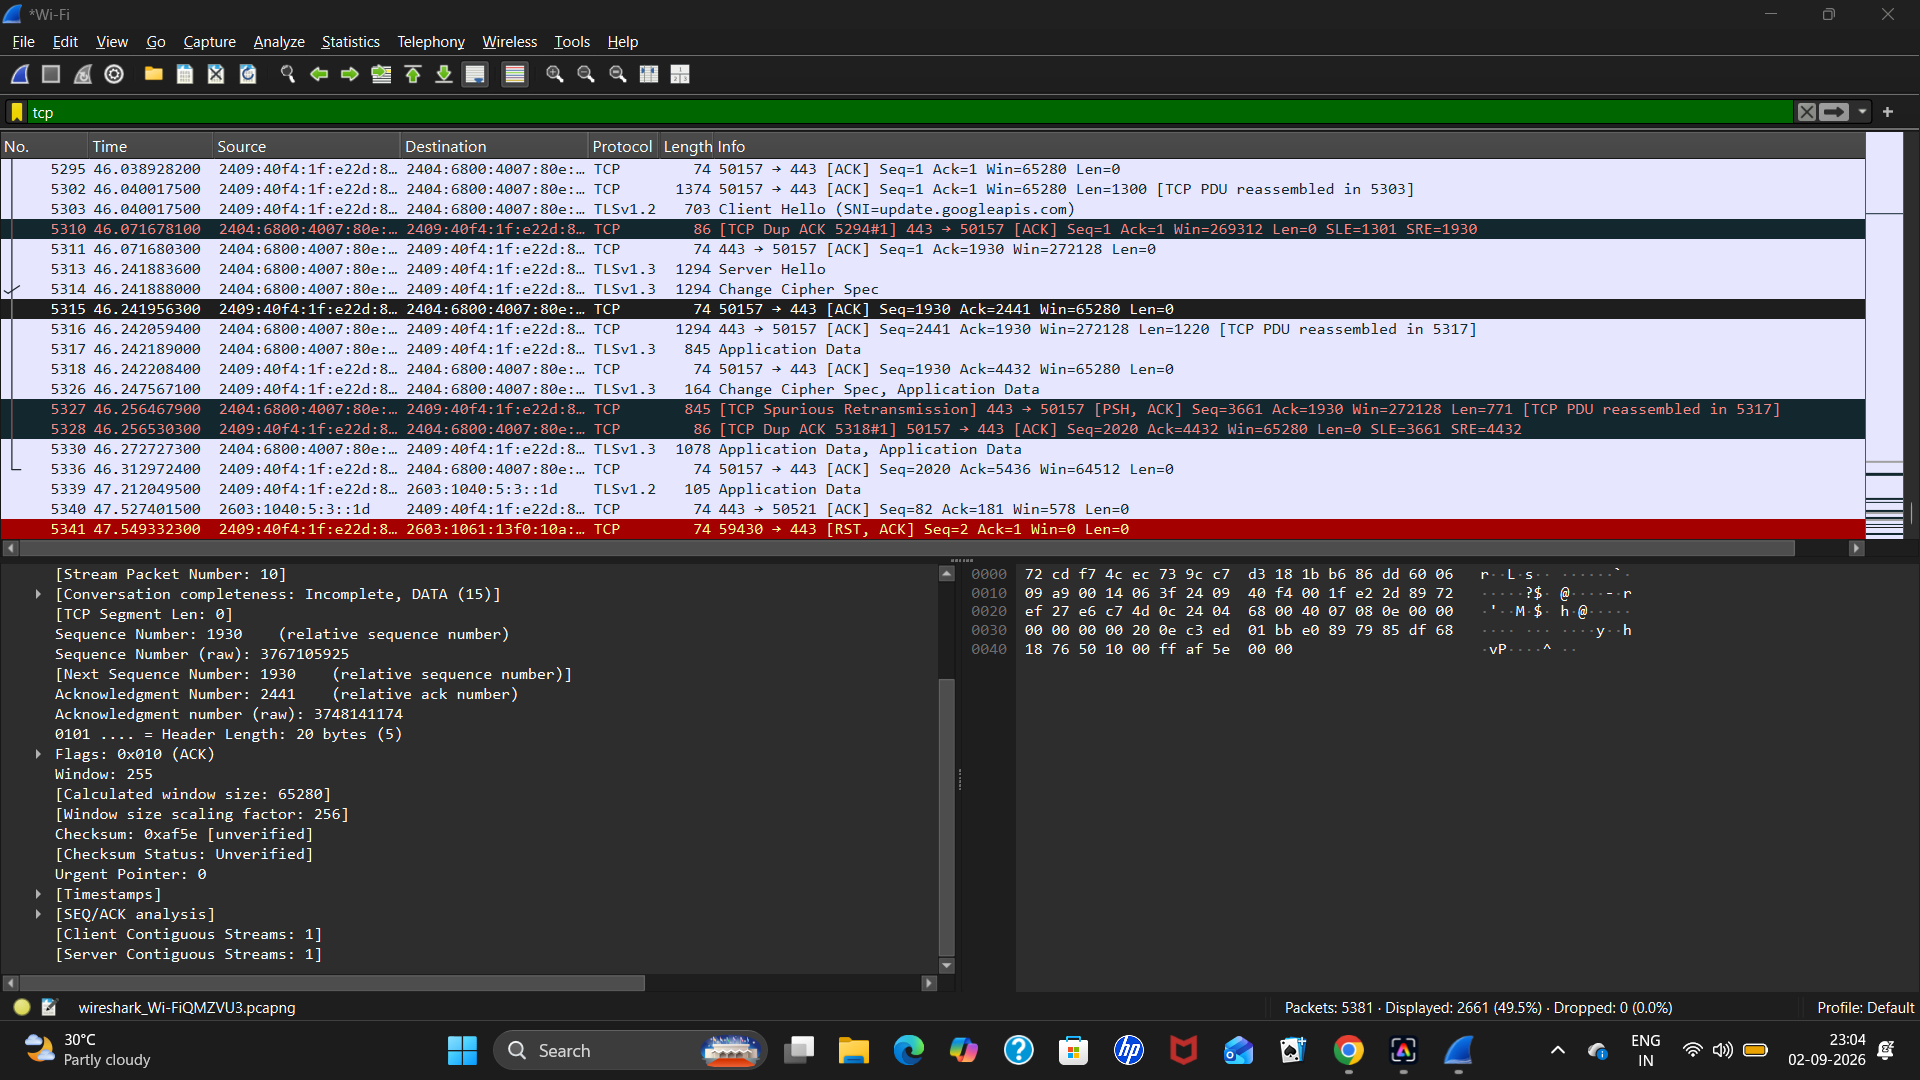 *Wi-Fi
File Edit View Go Capture Analyze Statistics Telephony Wireless Tools Help
tcp
No. Time Source Destination Protocol Length Info
5295 46.038928200 2409:40f4:1f:e22d:8… 2404:6800:4007:80e:… TCP 74 50157 → 443 [ACK] Seq=1 Ack=1 Win=65280 Len=0
5302 46.040017500 2409:40f4:1f:e22d:8… 2404:6800:4007:80e:… TCP 1374 50157 → 443 [ACK] Seq=1 Ack=1 Win=65280 Len=1300 [TCP PDU reassembled in 5303]
5303 46.040017500 2409:40f4:1f:e22d:8… 2404:6800:4007:80e:… TLSv1.2 703 Client Hello (SNI=update.googleapis.com)
5310 46.071678100 2404:6800:4007:80e:… 2409:40f4:1f:e22d:8… TCP 86 [TCP Dup ACK 5294#1] 443 → 50157 [ACK] Seq=1 Ack=1 Win=269312 Len=0 SLE=1301 SRE=1930
5311 46.071680300 2404:6800:4007:80e:… 2409:40f4:1f:e22d:8… TCP 74 443 → 50157 [ACK] Seq=1 Ack=1930 Win=272128 Len=0
5313 46.241883600 2404:6800:4007:80e:… 2409:40f4:1f:e22d:8… TLSv1.3 1294 Server Hello
5314 46.241888000 2404:6800:4007:80e:… 2409:40f4:1f:e22d:8… TLSv1.3 1294 Change Cipher Spec
5315 46.241956300 2409:40f4:1f:e22d:8… 2404:6800:4007:80e:… TCP 74 50157 → 443 [ACK] Seq=1930 Ack=2441 Win=65280 Len=0
5316 46.242059400 2404:6800:4007:80e:… 2409:40f4:1f:e22d:8… TCP 1294 443 → 50157 [ACK] Seq=2441 Ack=1930 Win=272128 Len=1220 [TCP PDU reassembled in 5317]
5317 46.242189000 2404:6800:4007:80e:… 2409:40f4:1f:e22d:8… TLSv1.3 845 Application Data
5318 46.242208400 2409:40f4:1f:e22d:8… 2404:6800:4007:80e:… TCP 74 50157 → 443 [ACK] Seq=1930 Ack=4432 Win=65280 Len=0
5326 46.247567100 2409:40f4:1f:e22d:8… 2404:6800:4007:80e:… TLSv1.3 164 Change Cipher Spec, Application Data
5327 46.256467900 2404:6800:4007:80e:… 2409:40f4:1f:e22d:8… TCP 845 [TCP Spurious Retransmission] 443 → 50157 [PSH, ACK] Seq=3661 Ack=1930 Win=272128 Len=771 [TCP PDU reassembled in 5317]
5328 46.256530300 2409:40f4:1f:e22d:8… 2404:6800:4007:80e:… TCP 86 [TCP Dup ACK 5318#1] 50157 → 443 [ACK] Seq=2020 Ack=4432 Win=65280 Len=0 SLE=3661 SRE=4432
5330 46.272727300 2404:6800:4007:80e:… 2409:40f4:1f:e22d:8… TLSv1.3 1078 Application Data, Application Data
5336 46.312972400 2409:40f4:1f:e22d:8… 2404:6800:4007:80e:… TCP 74 50157 → 443 [ACK] Seq=2020 Ack=5436 Win=64512 Len=0
5339 47.212049500 2409:40f4:1f:e22d:8… 2603:1040:5:3::1d TLSv1.2 105 Application Data
5340 47.527401500 2603:1040:5:3::1d 2409:40f4:1f:e22d:8… TCP 74 443 → 50521 [ACK] Seq=82 Ack=181 Win=578 Len=0
5341 47.549332300 2409:40f4:1f:e22d:8… 2603:1061:13f0:10a:… TCP 74 59430 → 443 [RST, ACK] Seq=2 Ack=1 Win=0 Len=0
[Stream Packet Number: 10]
[Conversation completeness: Incomplete, DATA (15)]
[TCP Segment Len: 0]
Sequence Number: 1930 (relative sequence number)
Sequence Number (raw): 3767105925
[Next Sequence Number: 1930 (relative sequence number)]
Acknowledgment Number: 2441 (relative ack number)
Acknowledgment number (raw): 3748141174
0101 .... = Header Length: 20 bytes (5)
Flags: 0x010 (ACK)
Window: 255
[Calculated window size: 65280]
[Window size scaling factor: 256]
Checksum: 0xaf5e [unverified]
[Checksum Status: Unverified]
Urgent Pointer: 0
[Timestamps]
[SEQ/ACK analysis]
[Client Contiguous Streams: 1]
[Server Contiguous Streams: 1]
0000 72 cd f7 4c ec 73 9c c7 d3 18 1b b6 86 dd 60 06 r··L·s·· ······`·
0010 09 a9 00 14 06 3f 24 09 40 f4 00 1f e2 2d 89 72 ·····?$· @····-·r
0020 ef 27 e6 c7 4d 0c 24 04 68 00 40 07 08 0e 00 00 ·'··M·$· h·@·····
0030 00 00 00 00 20 0e c3 ed 01 bb e0 89 79 85 df 68 ···· ··· ····y··h
0040 18 76 50 10 00 ff af 5e 00 00 ·vP····^ ··
wireshark_Wi-FiQMZVU3.pcapng
Packets: 5381 · Displayed: 2661 (49.5%) · Dropped: 0 (0.0%)
Profile: Default
30°C
Partly cloudy
Search
ENG
IN
23:04
02-09-2026